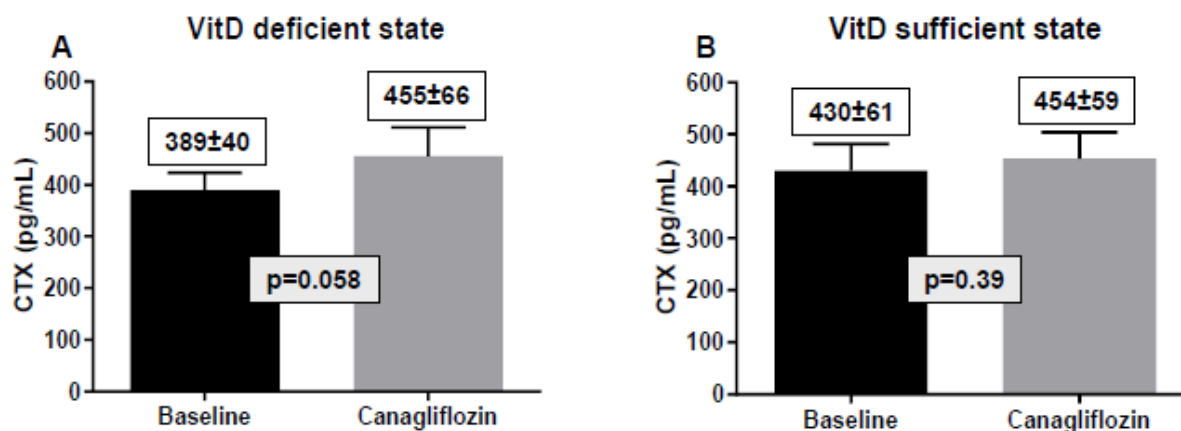 A
VitD deficient state
600
500
400
300
200
100
0
CTX (pg/mL)
389±40
455±66
p=0.058
Baseline
Canagliflozin
B
VitD sufficient state
600
500
400
300
200
100
0
CTX (pg/mL)
430±61
454±59
p=0.39
Baseline
Canagliflozin